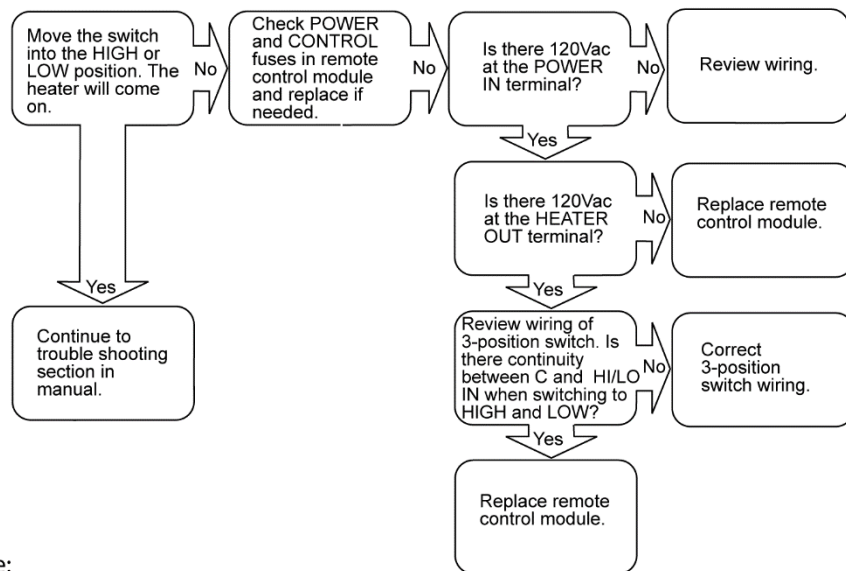 Move the switch
into the HIGH or
LOW position. The
heater will come
on.
No
Check POWER
and CONTROL
fuses in remote
control module
and replace if
needed.
No
Is there 120Vac
at the POWER
IN terminal?
No
Review wiring.
Yes
Is there 120Vac
at the HEATER
OUT terminal?
No
Replace remote
control module.
Yes
Yes
Continue to
trouble shooting
section in
manual.
Review wiring of
3-position switch. Is
there continuity
between C and HI/LO
IN when switching to
HIGH and LOW?
No
Correct
3-position
switch wiring.
Yes
Replace remote
control module.